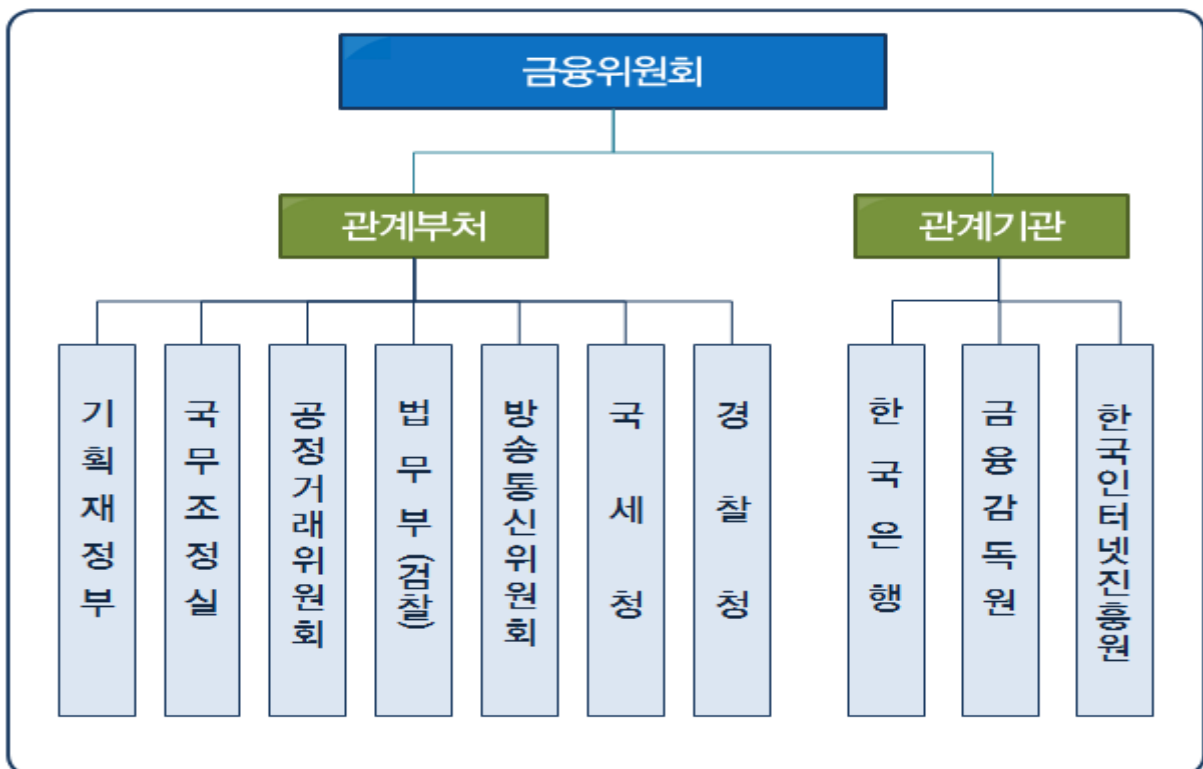 금융위원회
관계부처
관계기관
기획재정부
국무조정실
공정거래위원회
법무부(검찰)
방송통신위원회
국세청
경찰청
한국은행
금융감독원
한국인터넷진흥원